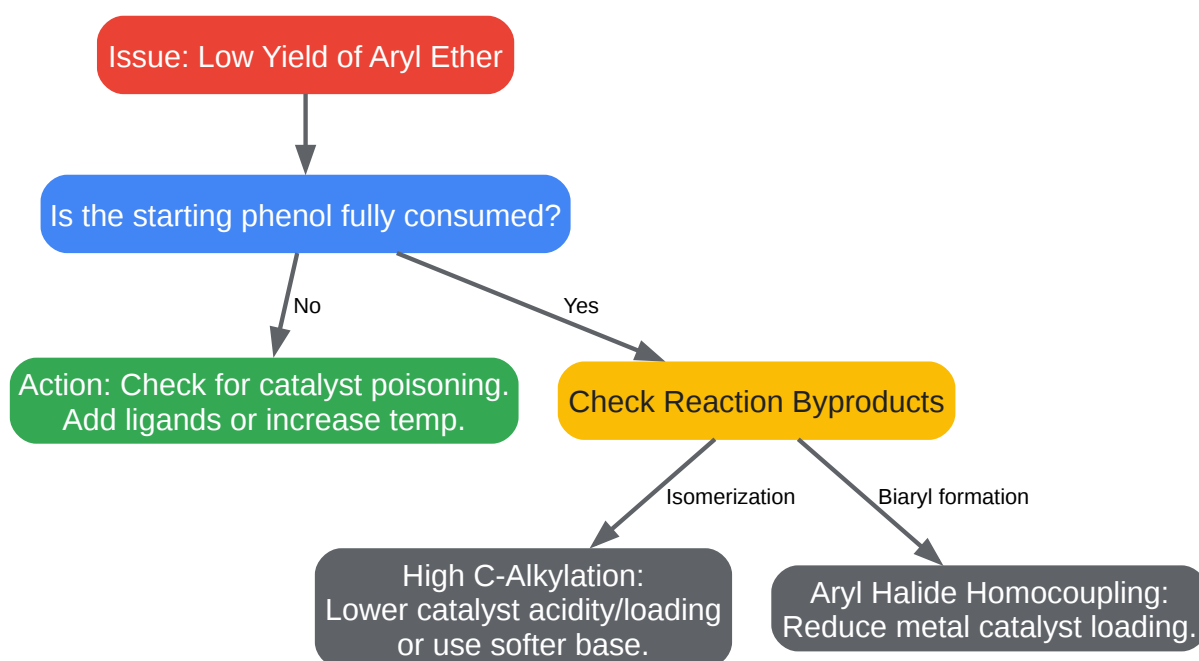 Issue: Low Yield of Aryl Ether
Is the starting phenol fully consumed?
No
Yes
Action: Check for catalyst poisoning.
Add ligands or increase temp.
Check Reaction Byproducts
Isomerization
Biaryl formation
High C-Alkylation:
Lower catalyst acidity/loading
or use softer base.
Aryl Halide Homocoupling:
Reduce metal catalyst loading.